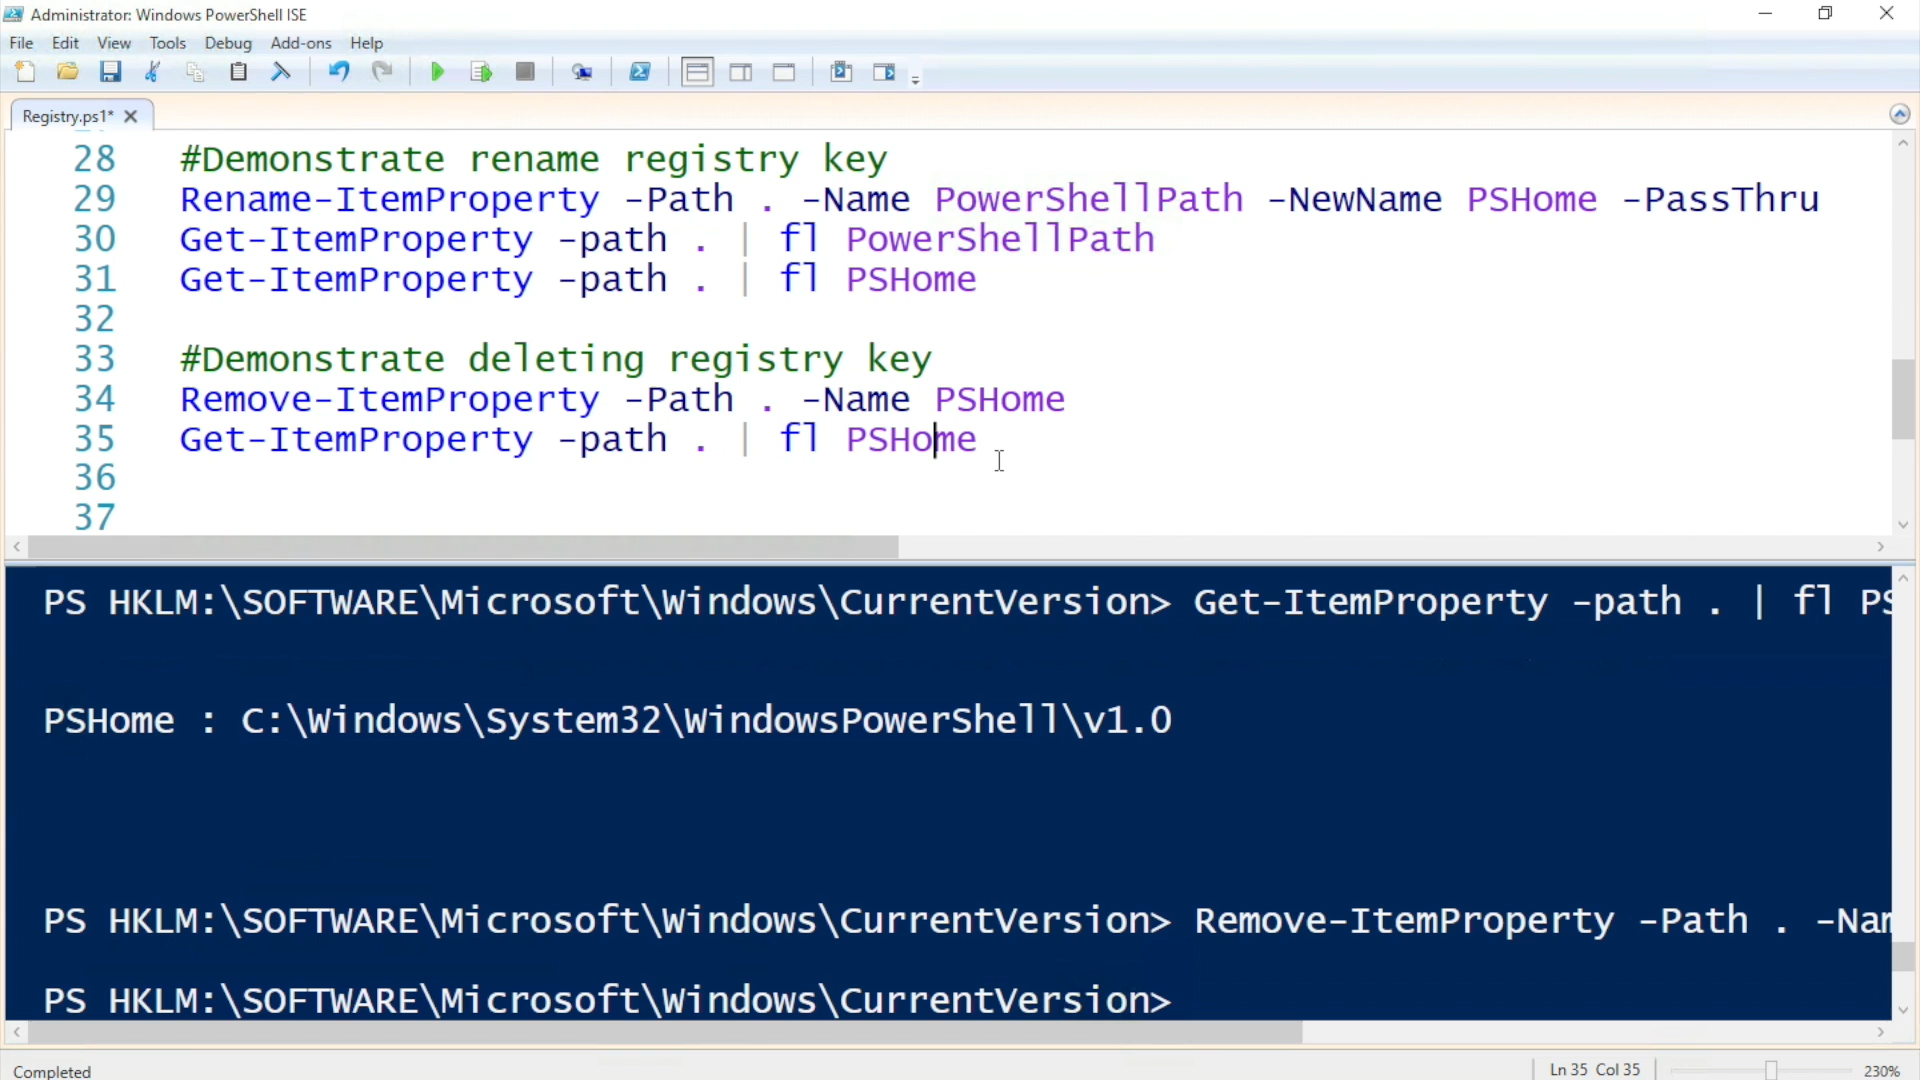 Administrator: Windows PowerShell ISE
File Edit View Tools Debug Add-ons Help
Registry.ps1*
28 #Demonstrate rename registry key
29 Rename-ItemProperty -Path . -Name PowerShellPath -NewName PSHome -PassThru
30 Get-ItemProperty -path . | fl PowerShellPath
31 Get-ItemProperty -path . | fl PSHome
32
33 #Demonstrate deleting registry key
34 Remove-ItemProperty -Path . -Name PSHome
35 Get-ItemProperty -path . | fl PSHome
36
37
PS HKLM:\SOFTWARE\Microsoft\Windows\CurrentVersion> Get-ItemProperty -path . | fl PS
PSHome : C:\Windows\System32\WindowsPowerShell\v1.0
PS HKLM:\SOFTWARE\Microsoft\Windows\CurrentVersion> Remove-ItemProperty -Path . -Nam
PS HKLM:\SOFTWARE\Microsoft\Windows\CurrentVersion>
Completed Ln 35 Col 35 230%